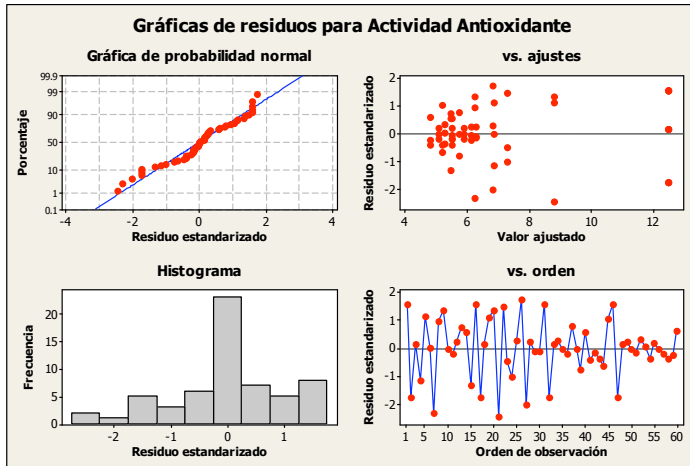 Gráficas de residuos para Actividad Antioxidante
Gráfica de probabilidad normal
99.9
99
90
50
10
1
0.1
Porcentaje
-4 -2 0 2 4
Residuo estandarizado
vs. ajustes
2
1
0
-1
-2
Residuo estandarizado
4 6 8 10 12
Valor ajustado
Histograma
20
15
10
5
0
Frecuencia
-2 -1 0 1
Residuo estandarizado
vs. orden
2
1
0
-1
-2
Residuo estandarizado
1 5 10 15 20 25 30 35 40 45 50 55 60
Orden de observación